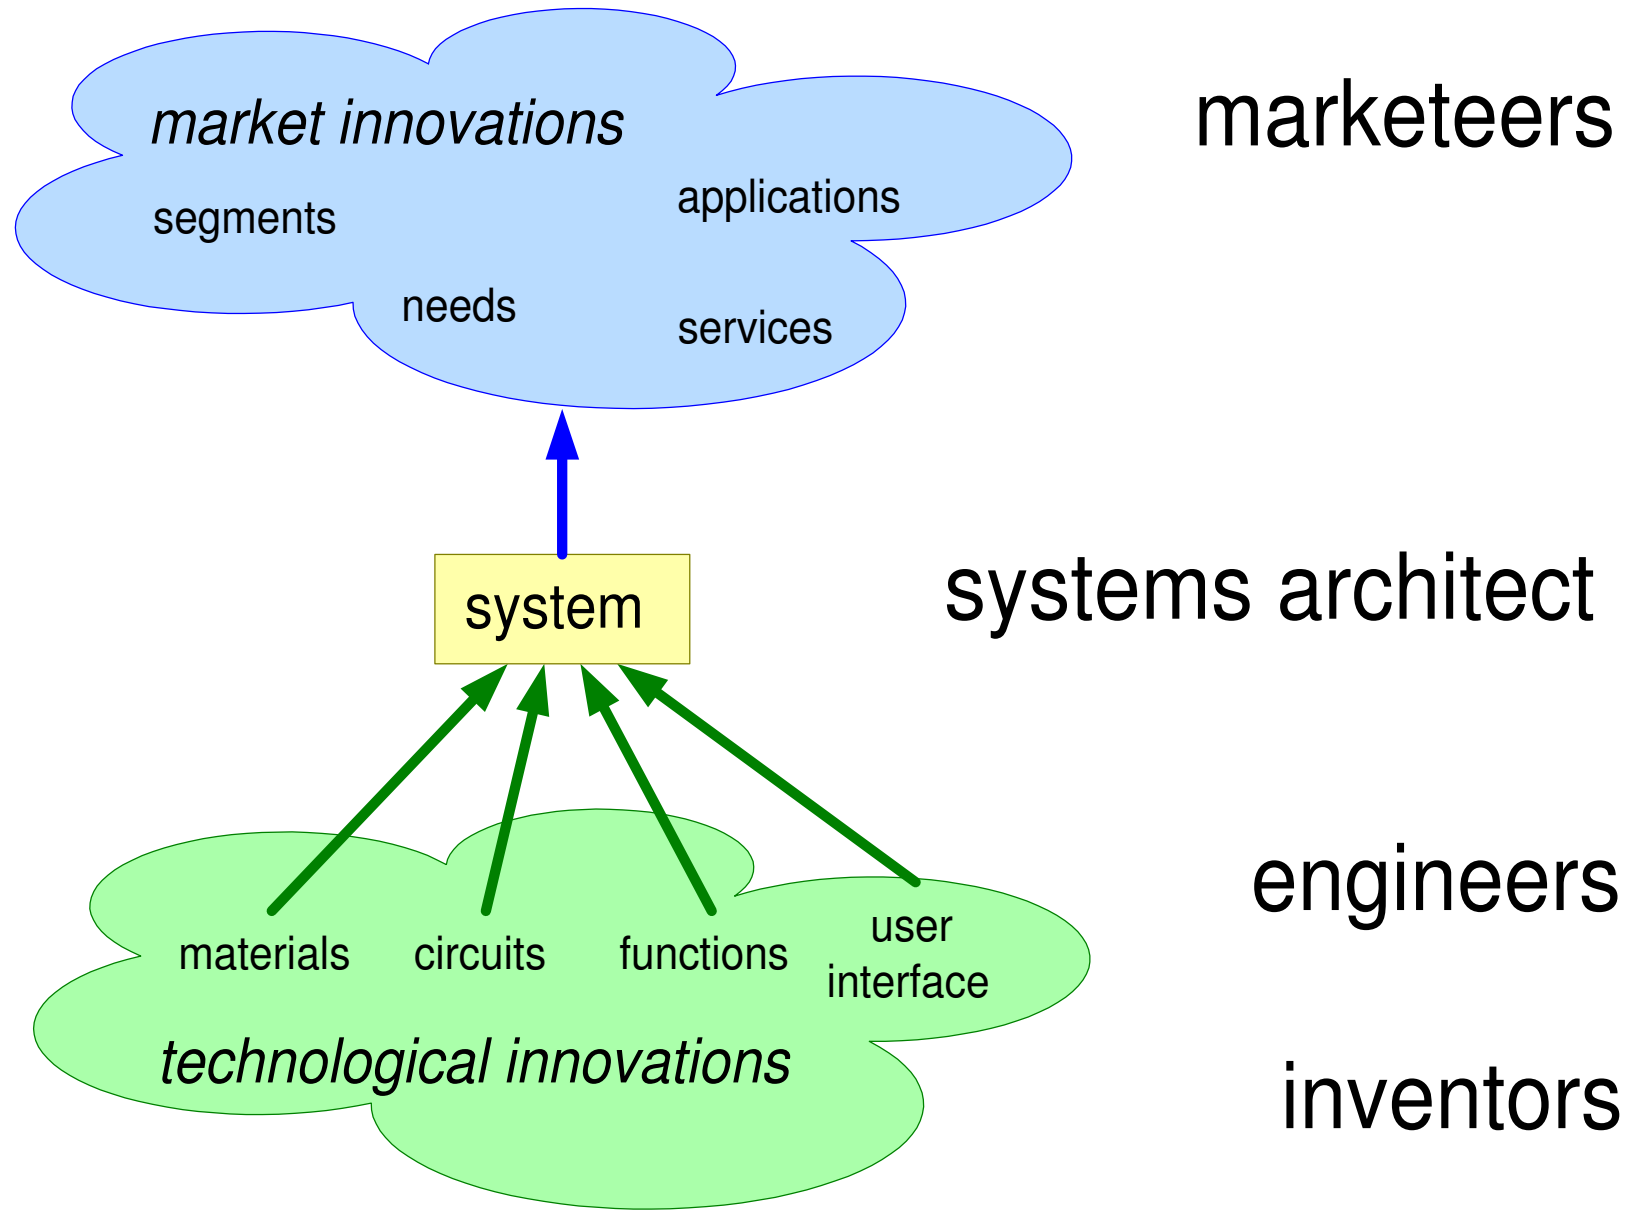 market innovations
marketeers
segments
applications
needs
services
system
systems architect
engineers
materials
circuits
functions
user
interface
technological innovations
inventors